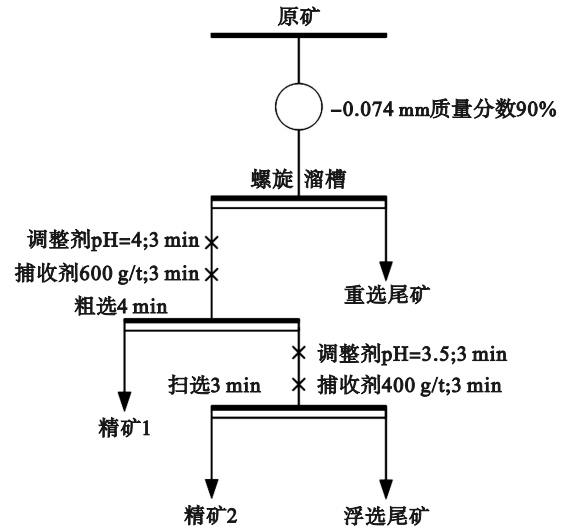 原矿
-0.074 mm质量分数90%
螺旋 溜槽
调整剂pH=4;3 min
捕收剂600 g/t;3 min
重选尾矿
粗选4 min
调整剂pH=3.5;3 min
扫选3 min
捕收剂400 g/t;3 min
精矿1
精矿2
浮选尾矿